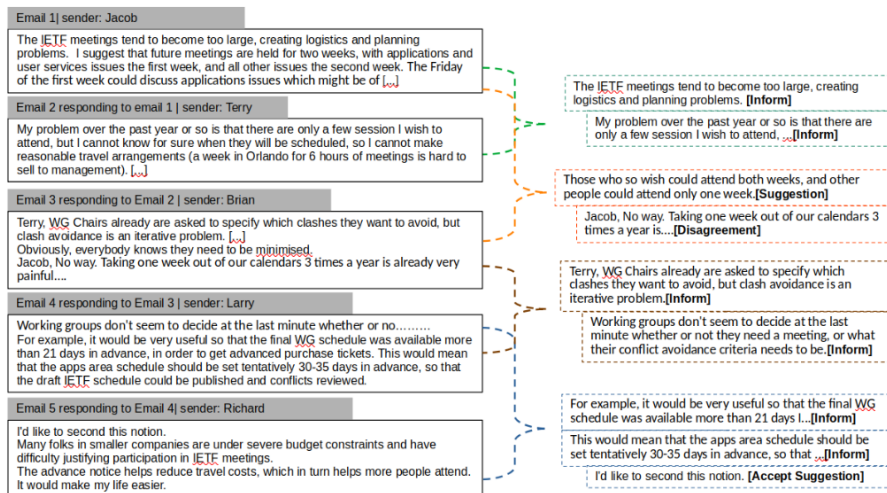 Email 1| sender: Jacob
The IETF meetings tend to become too large, creating logistics and planning
problems.  I suggest that future meetings are held for two weeks, with applications and
user services issues the first week, and all other issues the second week. The Friday
of the first week could discuss applications issues which might be of [...]
Email 2 responding to email 1 | sender: Terry
My problem over the past year or so is that there are only a few session I wish to
attend, but I cannot know for sure when they will be scheduled, so I cannot make
reasonable travel arrangements (a week in Orlando for 6 hours of meetings is hard to
sell to management). [...]
Email 3 responding to Email 2 | sender: Brian
Terry, WG Chairs already are asked to specify which clashes they want to avoid, but
clash avoidance is an iterative problem. [...]
Obviously, everybody knows they need to be minimised.
Jacob, No way. Taking one week out of our calendars 3 times a year is already very
painful....
Email 4 responding to Email 3 | sender: Larry
Working groups don't seem to decide at the last minute whether or no………
For example, it would be very useful so that the final WG schedule was available more
than 21 days in advance, in order to get advanced purchase tickets. This would mean
that the apps area schedule should be set tentatively 30-35 days in advance, so that
the draft IETF schedule could be published and conflicts reviewed.
Email 5 responding to Email 4| sender: Richard
I'd like to second this notion.
Many folks in smaller companies are under severe budget constraints and have
difficulty justifying participation in IETF meetings.
The advance notice helps reduce travel costs, which in turn helps more people attend.
It would make my life easier.
The IETF meetings tend to become too large, creating
logistics and planning problems. [Inform]
My problem over the past year or so is that there are
only a few session I wish to attend, ...[Inform]
Those who so wish could attend both weeks, and other
people could attend only one week.[Suggestion]
Jacob, No way. Taking one week out of our calendars 3
times a year is....[Disagreement]
Terry, WG Chairs already are asked to specify which
clashes they want to avoid, but clash avoidance is an
iterative problem.[Inform]
Working groups don't seem to decide at the last
minute whether or not they need a meeting, or what
their conflict avoidance criteria needs to be.[Inform]
For example, it would be very useful so that the final WG
schedule was available more than 21 days I...[Inform]
This would mean that the apps area schedule should be
set tentatively 30-35 days in advance, so that ...[Inform]
I'd like to second this notion. [Accept Suggestion]